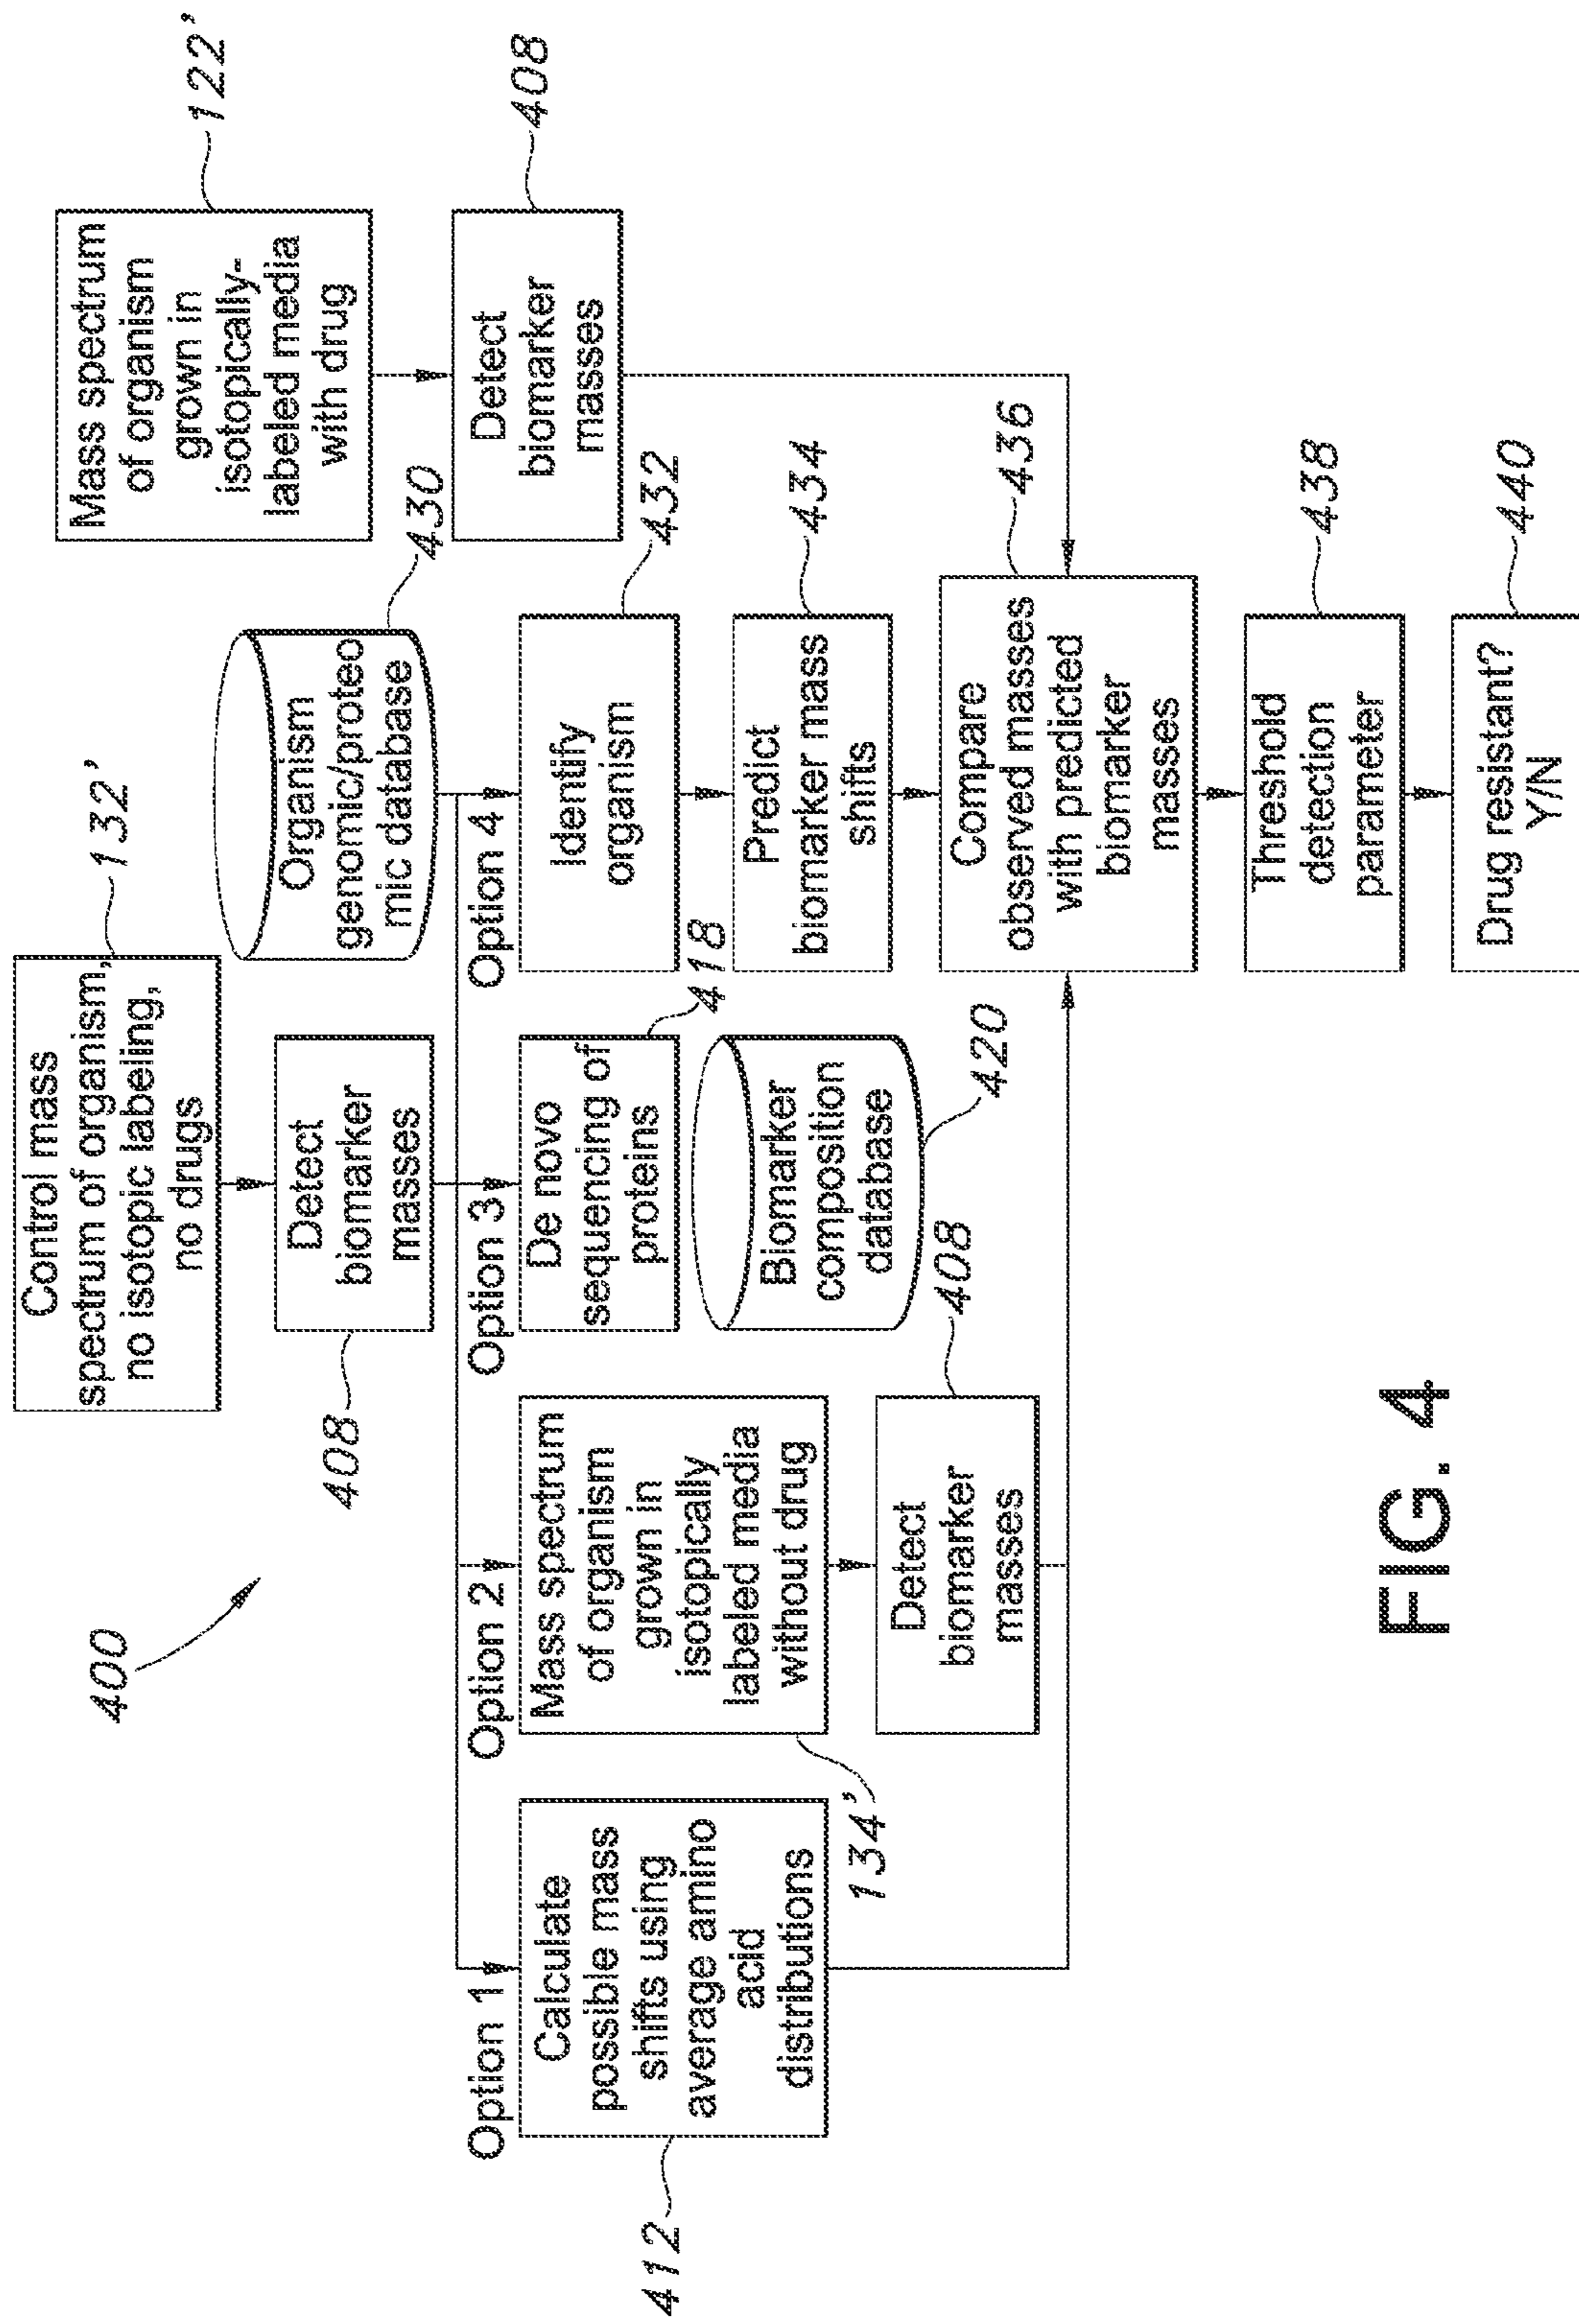 400
Control mass
spectrum of organism,
no isotopic labeling,
no drugs
132'
Mass spectrum
of organism
grown in
isotopically-
labeled media
with drug
122'
Detect
biomarker
masses
408
Organism
genomic/proteo
mic database
430
Detect
biomarker
masses
408
Option 1
Option 2
Option 3
Option 4
Calculate
possible mass
shifts using
average amino
acid
distributions
412
Mass spectrum
of organism
grown in
isotopically
labeled media
without drug
134'
De novo
sequencing of
proteins
418
Identify
organism
432
Biomarker
composition
database
420
Predict
biomarker mass
shifts
434
Detect
biomarker
masses
408
Compare
observed masses
with predicted
biomarker
masses
436
Threshold
detection
parameter
438
Drug resistant?
Y/N
440
FIG. 4